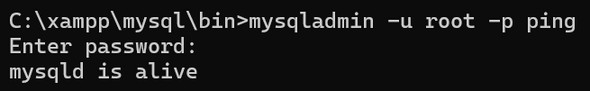 C:\xampp\mysql\bin>mysqladmin -u root -p ping
Enter password:
mysqld is alive